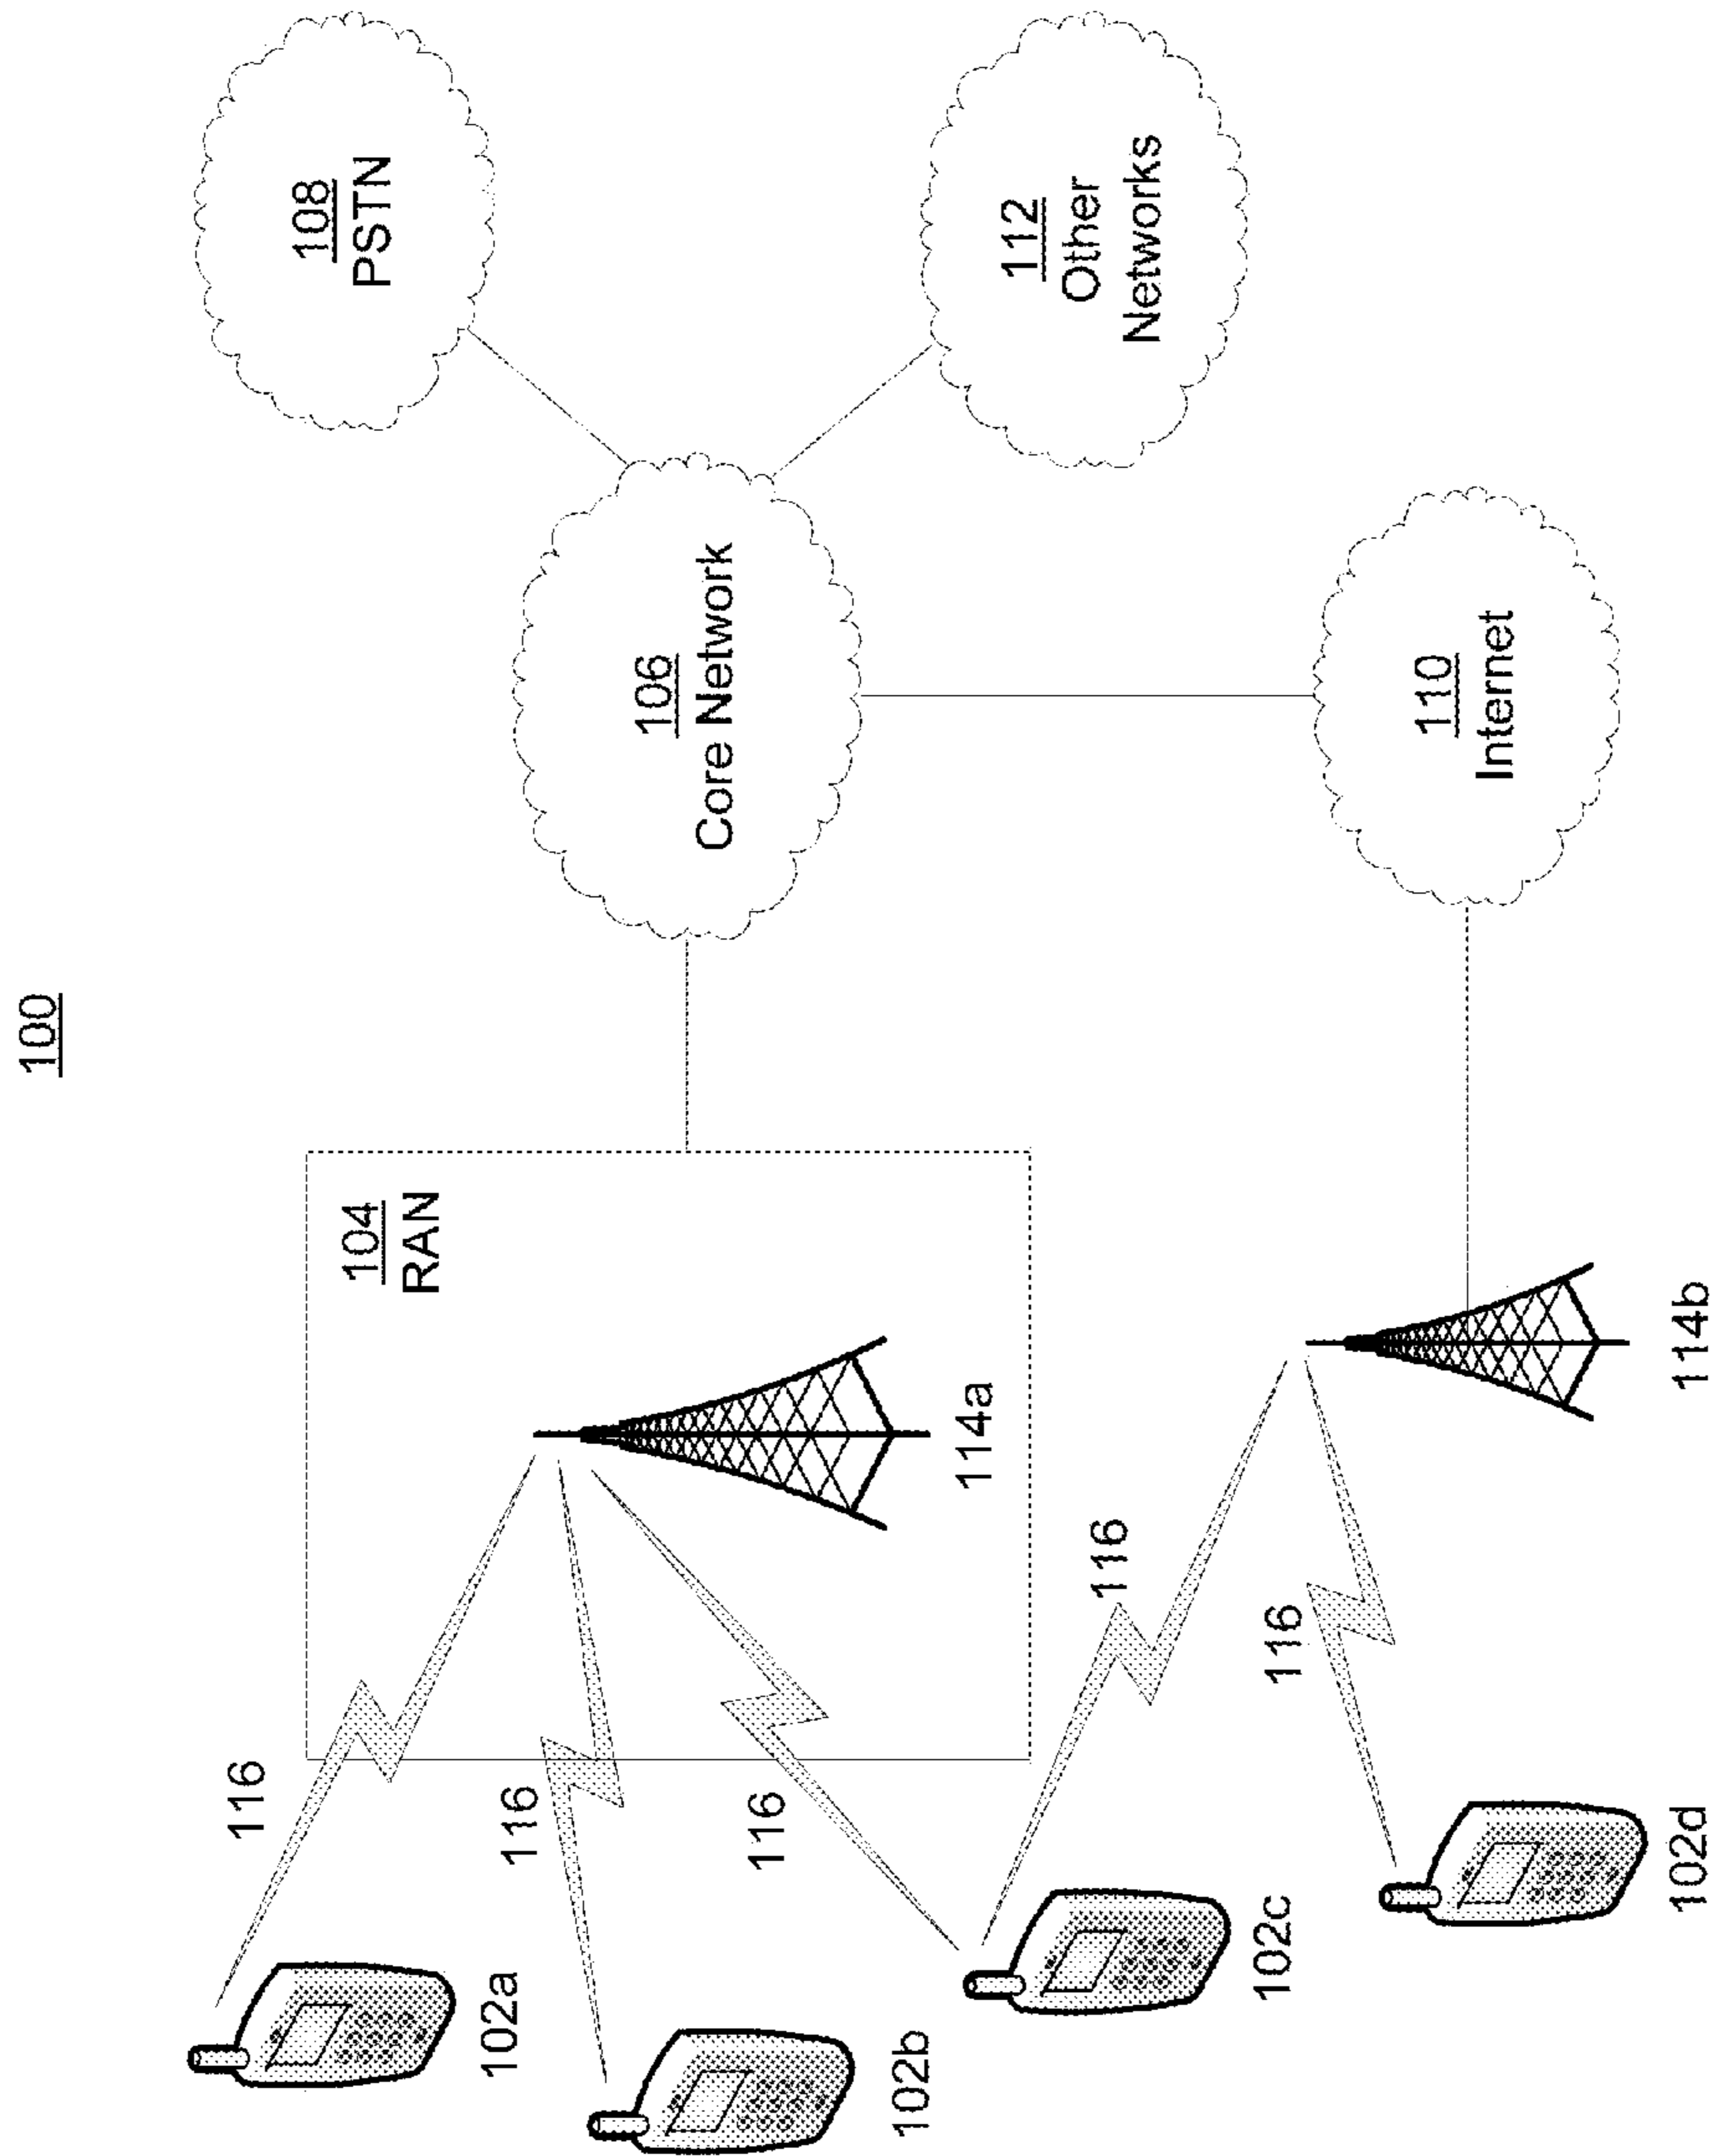 100
108
PSTN
104
RAN
106
Core Network
112
Other
Networks
116
102a
116
114a
102b
116
116
110
Internet
102c
116
114b
102d